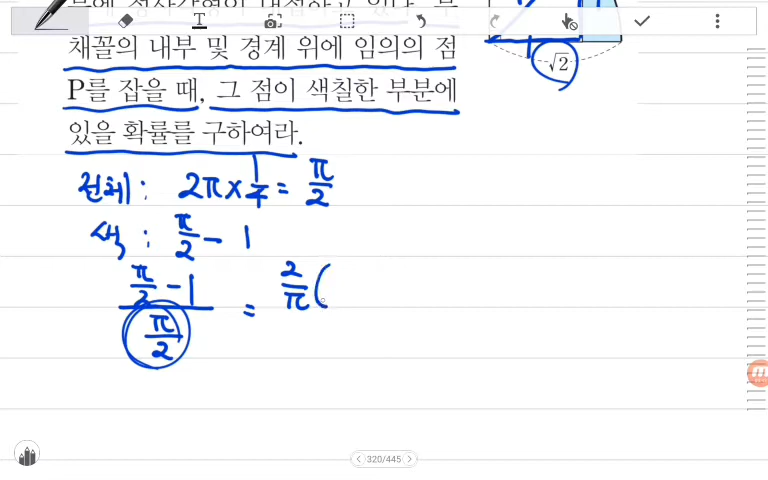 채꼴의 내부 및 경계 위에 임의의 점
P를 잡을 때, 그 점이 색칠한 부분에
있을 확률를 구하여라.
√2
전체 : 2π × 1/4 = π/2
색 : π/2 - 1
(π/2 - 1)/(π/2) = 2/π (
320/445